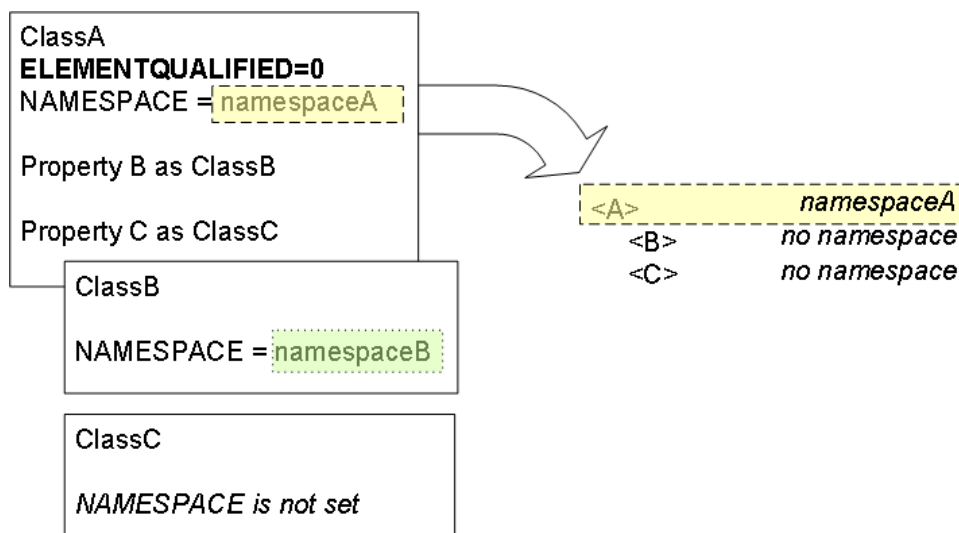 ClassA
ELEMENTQUALIFIED=0
NAMESPACE = namespaceA
Property B as ClassB
Property C as ClassC
ClassB
NAMESPACE = namespaceB
ClassC
NAMESPACE is not set
<A> namespaceA
<B> no namespace
<C> no namespace